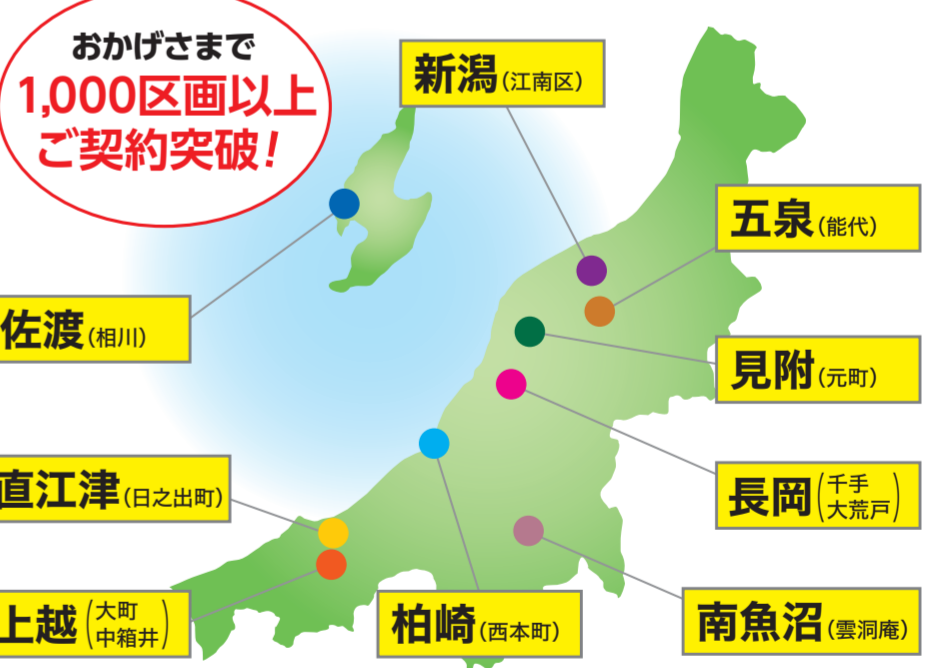 おかげさまで
1,000区画以上
ご契約突破!
新潟(江南区)
五泉(能代)
佐渡(相川)
見附(元町)
直江津(日之出町)
長岡(千手
大荒戸)
上越(大町
中箱井)
柏崎(西本町)
南魚沼(雲洞庵)